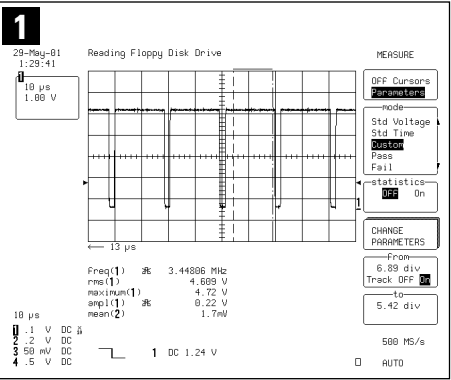 1
29-May-01
1:29:41
Reading Floppy Disk Drive
MEASURE
1
10 µs
1.00 V
OFF Cursors
Parameters
mode
Std Voltage
Std Time
Custom
Pass
Fail
statistics
OFF On
1
CHANGE
PARAMETERS
← 13 µs
from
6.89 div
Track OFF On
to
5.42 div
freq(1) 3.44806 MHz
rms(1) 4.609 V
maximum(1) 4.72 V
ampl(1) 0.22 V
mean(2) 1.7mV
10 µs
1 .1 V DC
2 .2 V DC
3 50 mV DC
4 .5 V DC
1 DC 1.24 V
500 MS/s
AUTO